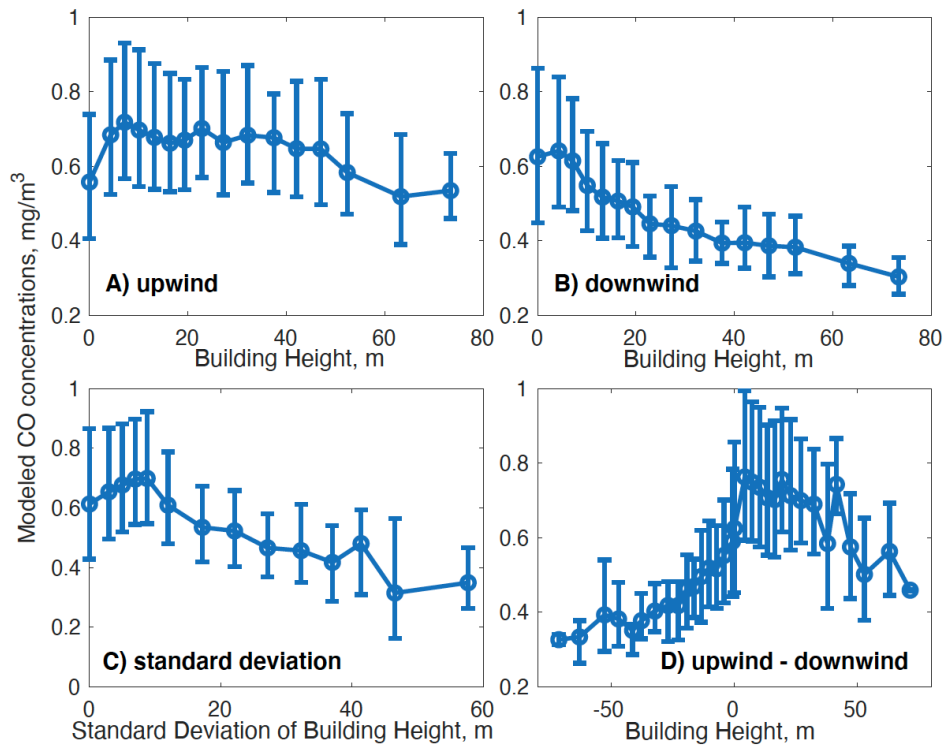 Modeled CO concentrations, mg/m³
1
0.8
0.6
0.4
0.2
0 20 40 60 80
A) upwind
Building Height, m
1
0.8
0.6
0.4
0.2
0 20 40 60 80
B) downwind
Building Height, m
1
0.8
0.6
0.4
0.2
0
0 20 40 60
C) standard deviation
Standard Deviation of Building Height, m
1
0.8
0.6
0.4
0.2
-50 0 50
D) upwind - downwind
Building Height, m